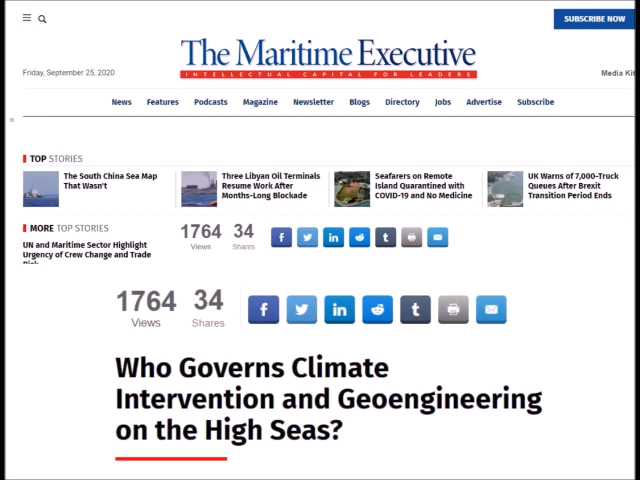 SUBSCRIBE NOW
The Maritime Executive
INTELLECTUAL CAPITAL FOR LEADERS
Friday, September 25, 2020
Media Kit
News Features Podcasts Magazine Newsletter Blogs Directory Jobs Advertise Subscribe
TOP STORIES
The South China Sea Map
That Wasn't
Three Libyan Oil Terminals
Resume Work After
Months-Long Blockade
Seafarers on Remote
Island Quarantined with
COVID-19 and No Medicine
UK Warns of 7,000-Truck
Queues After Brexit
Transition Period Ends
MORE TOP STORIES
UN and Maritime Sector Highlight
Urgency of Crew Change and Trade
1764 34
Views Shares
1764 34
Views Shares
Who Governs Climate
Intervention and Geoengineering
on the High Seas?